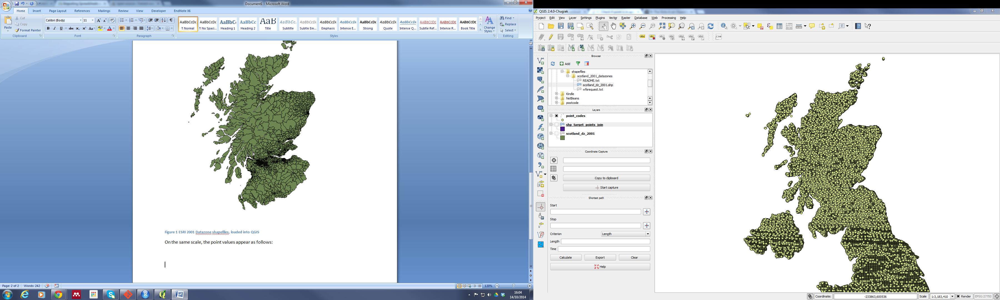 Document1 - Microsoft Word
Home Insert Page Layout References Mailings Review View Developer EndNote X6
Paste
Cut
Copy
Format Painter
Clipboard
Calibri (Body) 11
Font
Paragraph
AaBbCcDc AaBbCcDc AaBbC AaBbCc AaB AaBbCc. AaBbCcDc AaBbCcDc AaBbCcDc AaBbCcDc AaBbCcDc AaBbCcDc AABBCCDC AABBCCDC AaBbCcDc
¶ Normal ¶ No Spaci... Heading 1 Heading 2 Title Subtitle Subtle Em... Emphasis Intense E... Strong Quote Intense Q... Subtle Ref... Intense R... Book Title
Change Styles
Styles
Find
Replace
Select
Editing
Figure 1 ESRI 2001 Datazone shapefiles, loaded into QGIS
On the same scale, the point values appear as follows:
Page: 2 of 2 Words: 242
120%
16:04
14/10/2014
QGIS 2.4.0-Chugiak
Project Edit View Layer Settings Plugins Vector Raster Database Web Processing Help
CSW
Browser
Add
shapefiles
scotland_2001_datazones
README.txt
scotland_dz_2001.shp
wfsrequest.txt
Kindle
NetBeans
postcode
Layers
point_codes
shp_target_points_join
scotland_dz_2001
Coordinate Capture
Copy to clipboard
Start capture
Shortest path
Start
Stop
Criterion Length
Length
Time
Calculate Export Clear
Help
Coordinate: -233863,600536 Scale 1:3,183,410 Render EPSG:27700